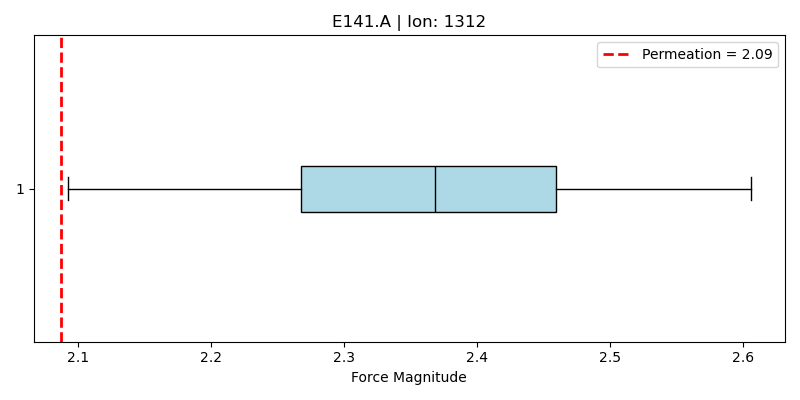 E141.A | Ion: 1312
Permeation = 2.09
1
2.1 2.2 2.3 2.4 2.5 2.6
Force Magnitude